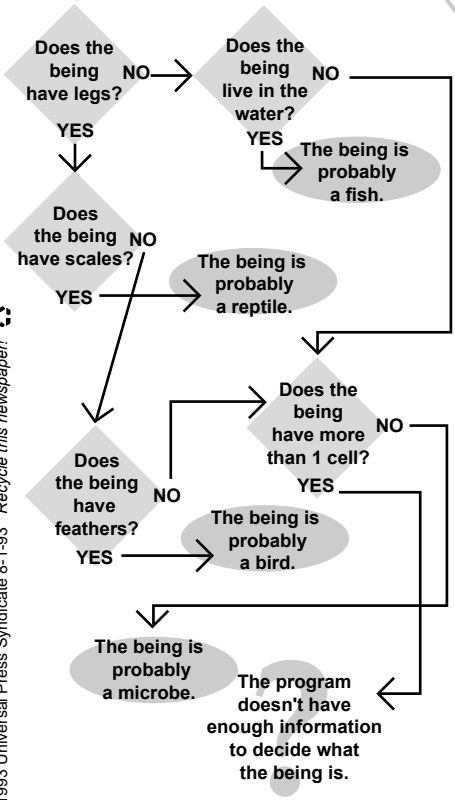 Does the
being
have legs?
NO
YES
Does the
being
live in the
water?
NO
YES
The being is
probably
a fish.
Does
the being
have scales?
NO
YES
The being is
probably
a reptile.
Does the
being
have more
than 1 cell?
NO
YES
Does
the being
have
feathers?
NO
YES
The being is
probably
a bird.
The being is
probably
a microbe.
?
The program
doesn't have
enough information
to decide what
the being is.
1993 Universal Press Syndicate 8-1-93 Recycle this newspaper!